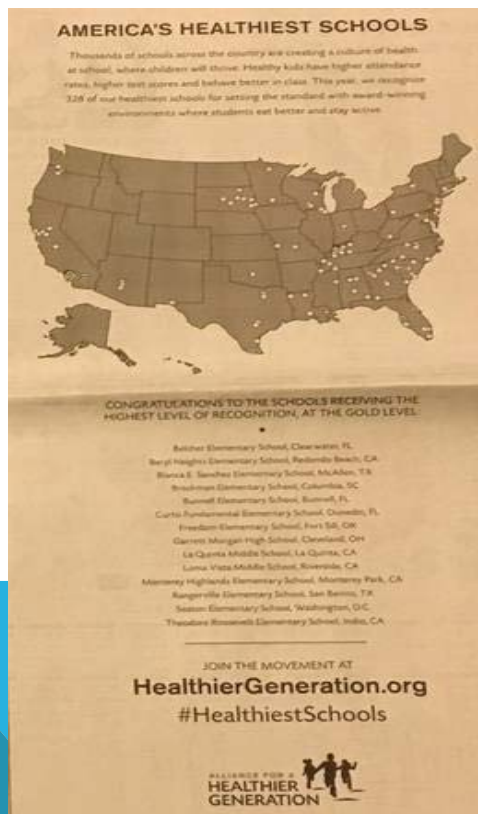 AMERICA'S HEALTHIEST SCHOOLS
Thousands of schools across the country are creating a culture of health
at school, where children will thrive. Healthy kids have higher attendance
rates, higher test scores and behave better in class. This year, we recognize
328 of our healthiest schools for setting the standard with award-winning
environments where students eat better and stay active.
CONGRATULATIONS TO THE SCHOOLS RECEIVING THE
HIGHEST LEVEL OF RECOGNITION, AT THE GOLD LEVEL:
Belcher Elementary School, Clearwater, FL
Beryl Heights Elementary School, Redondo Beach, CA
Blanca E. Sanchez Elementary School, McAllen, TX
Brockman Elementary School, Columbia, SC
Bunnell Elementary School, Bunnell, FL
Curtis Fundamental Elementary School, Dunedin, FL
Freedom Elementary School, Fort Sill, OK
Garrett Morgan High School, Cleveland, OH
La Quinta Middle School, La Quinta, CA
Loma Vista Middle School, Riverside, CA
Monterey Highlands Elementary School, Monterey Park, CA
Rangerville Elementary School, San Benito, TX
Seaton Elementary School, Washington, D.C.
Theodore Roosevelt Elementary School, Indio, CA
JOIN THE MOVEMENT AT
HealthierGeneration.org
#HealthiestSchools
ALLIANCE FOR A
HEALTHIER
GENERATION